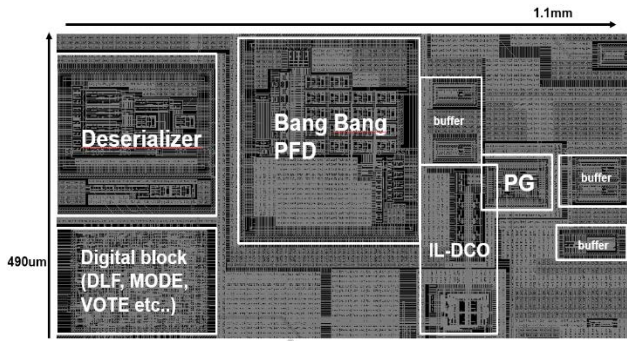 1.1mm
Deserializer
Bang Bang
PFD
buffer
PG
buffer
490um
Digital block
(DLF, MODE,
VOTE etc..)
IL-DCO
buffer